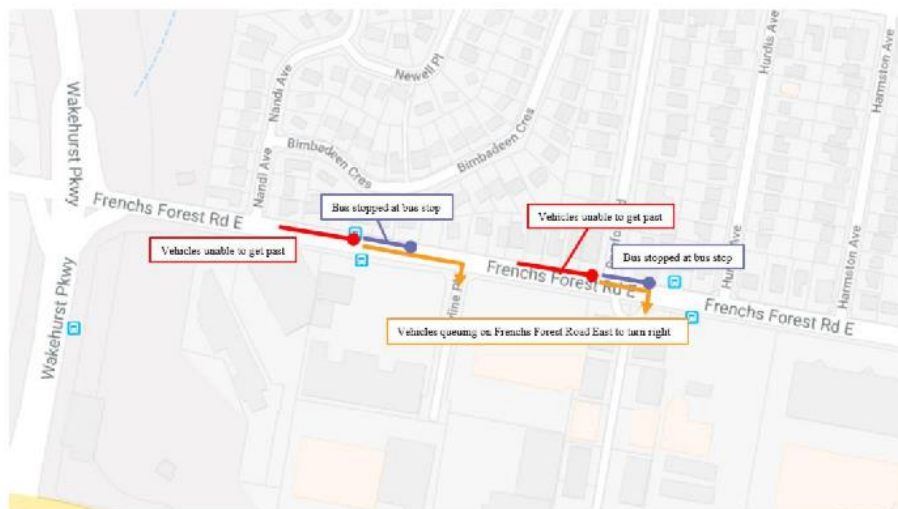 Hurdis Ave
Harmston Ave
Newell Pl
Nandi Ave
Wakehurst Pkwy
Bimbadeen Cres
Bimbadeen Cres
Nandi Ave
Frenchs Forest Rd E
Bus stopped at bus stop
Vehicles unable to get past
Vehicles unable to get past
Bus stopped at bus stop
Frenchs Forest Rd E
Harmston Ave
Frenchs Forest Rd E
Wakehurst Pkwy
Vehicles queuing on Frenchs Forest Road East to turn right